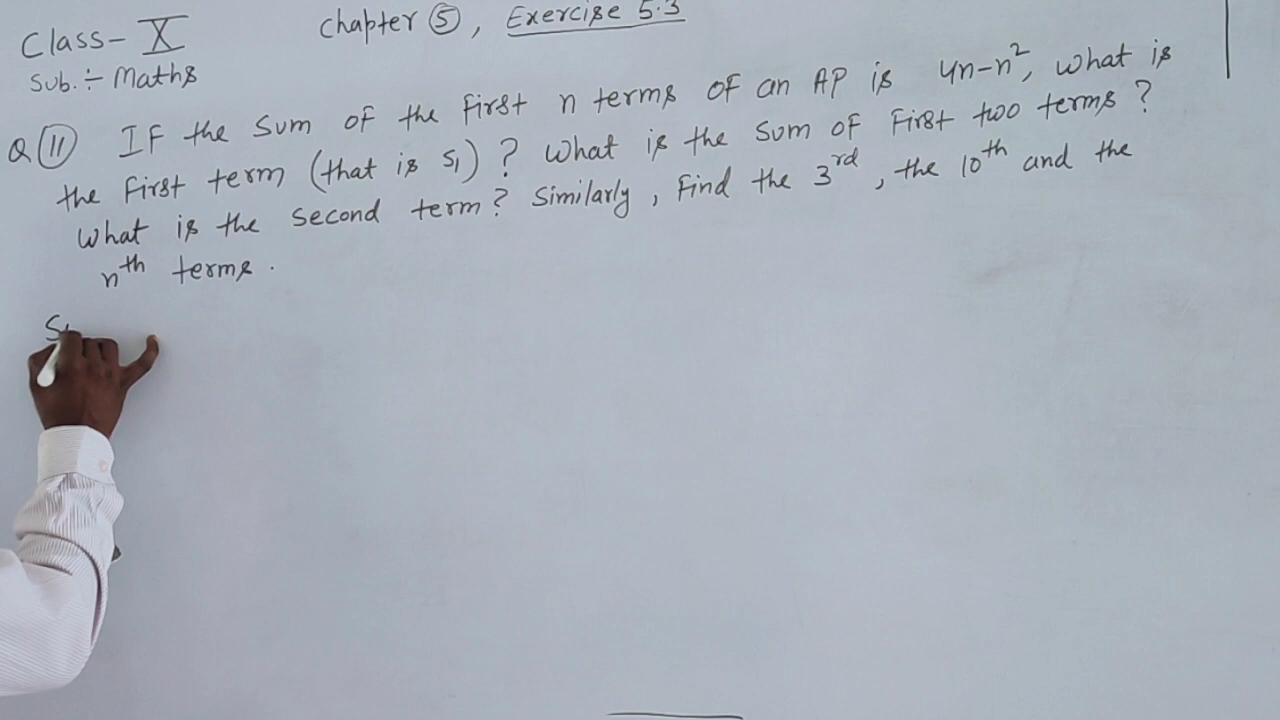 Class- X
Chapter ⑤, Exercise 5.3
Sub. ÷ Maths
Q ⑪ IF the sum of the first n terms of an AP is 4n-n², what is
the first term (that is S₁) ? What is the sum of first two terms ?
What is the second term ? Similarly, find the 3rd, the 10th and the
nth terms.
S